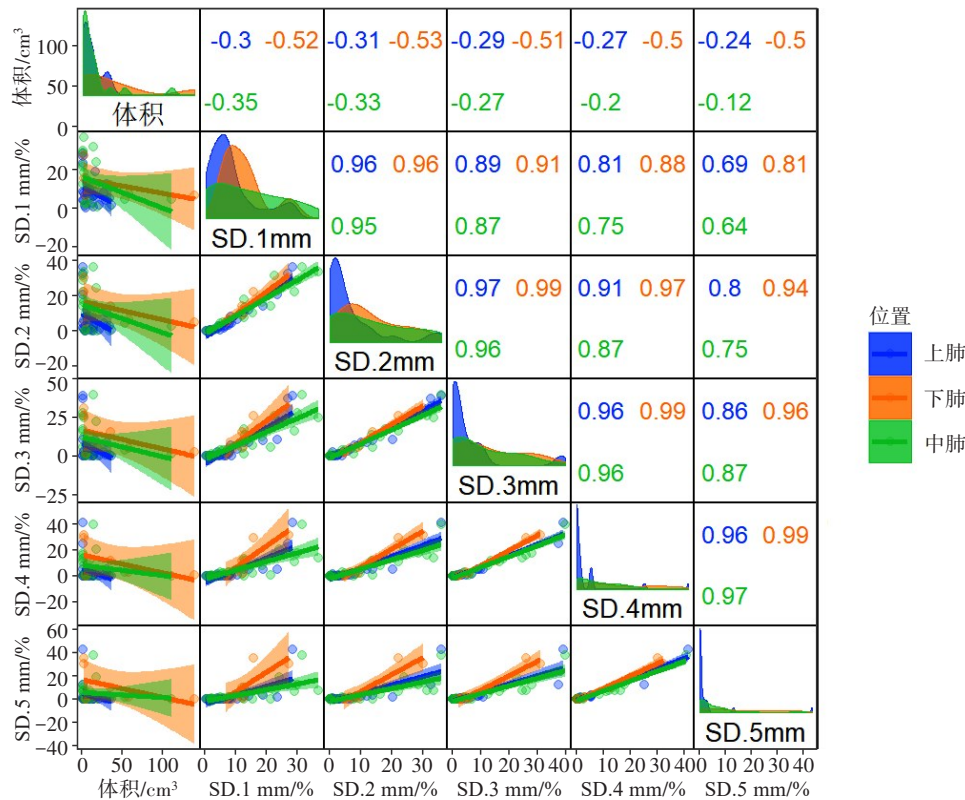 体积/cm³
100
50
0
体积
-0.3 -0.52
-0.35
-0.31 -0.53
-0.33
-0.29 -0.51
-0.27
-0.27 -0.5
-0.2
-0.24 -0.5
-0.12
SD.1 mm/%
20
0
−20
SD.1mm
0.96 0.96
0.95
0.89 0.91
0.87
0.81 0.88
0.75
0.69 0.81
0.64
SD.2 mm/%
40
20
0
−20
SD.2mm
0.97 0.99
0.96
0.91 0.97
0.87
0.8 0.94
0.75
SD.3 mm/%
50
25
0
−25
SD.3mm
0.96 0.99
0.96
0.86 0.96
0.87
SD.4 mm/%
40
20
0
−20
SD.4mm
0.96 0.99
0.97
SD.5 mm/%
60
40
20
0
−20
−40
SD.5mm
0 50 100
体积/cm³
0 10 20 30
SD.1 mm/%
0 10 20 30
SD.2 mm/%
0 10 20 30 40
SD.3 mm/%
0 10 20 30 40
SD.4 mm/%
0 10 20 30 40
SD.5 mm/%
位置
上肺
下肺
中肺